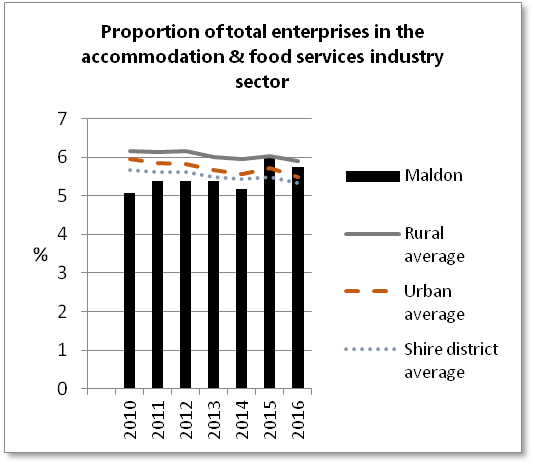 Proportion of total enterprises in the
accommodation & food services industry
sector
7
6
5
4
3
2
1
0
%
2010
2011
2012
2013
2014
2015
2016
Maldon
Rural
average
Urban
average
Shire district
average